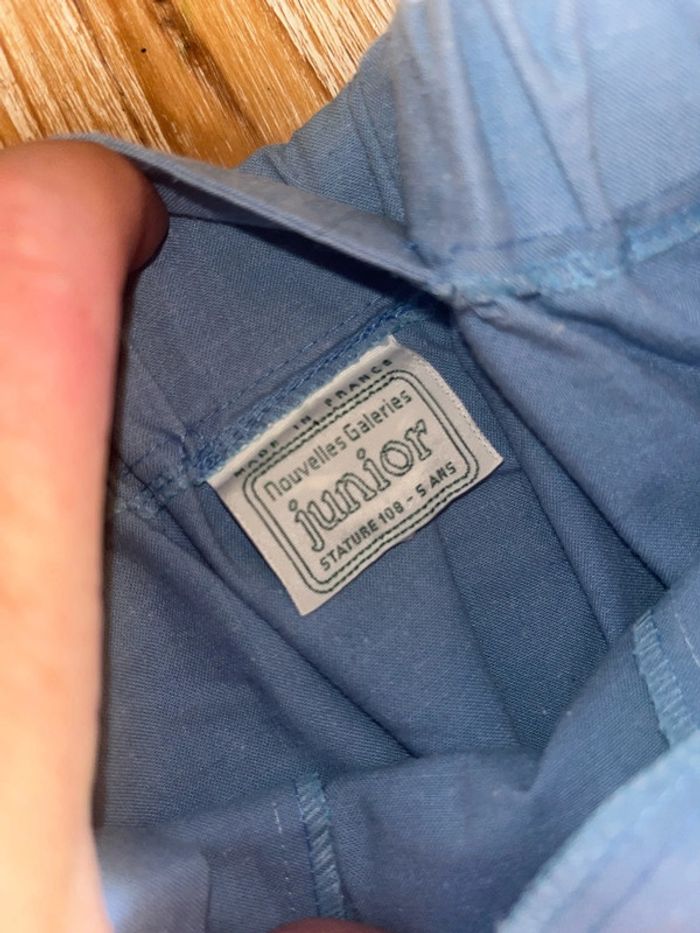 MADE IN FRANCE
Nouvelles Galeries
junior
STATURE 108 - 5 ANS